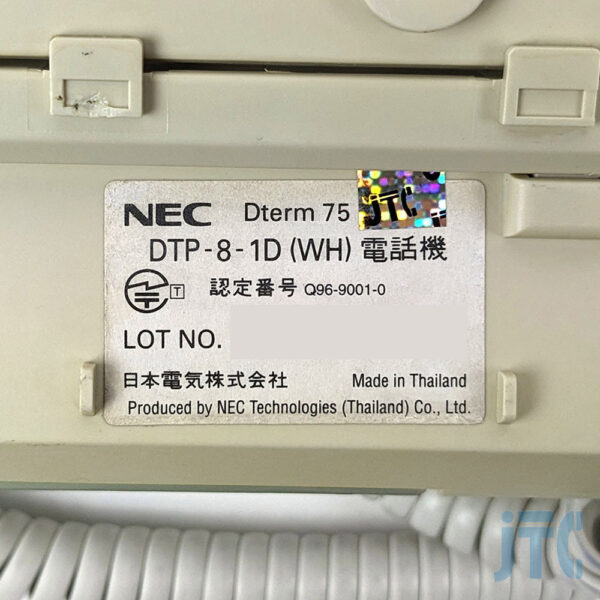 NEC Dterm 75 JTC
DTP-8-1D (WH) 電話機
T 認定番号 Q96-9001-0
LOT NO.
日本電気株式会社 Made in Thailand
Produced by NEC Technologies (Thailand) Co., Ltd.
JTC